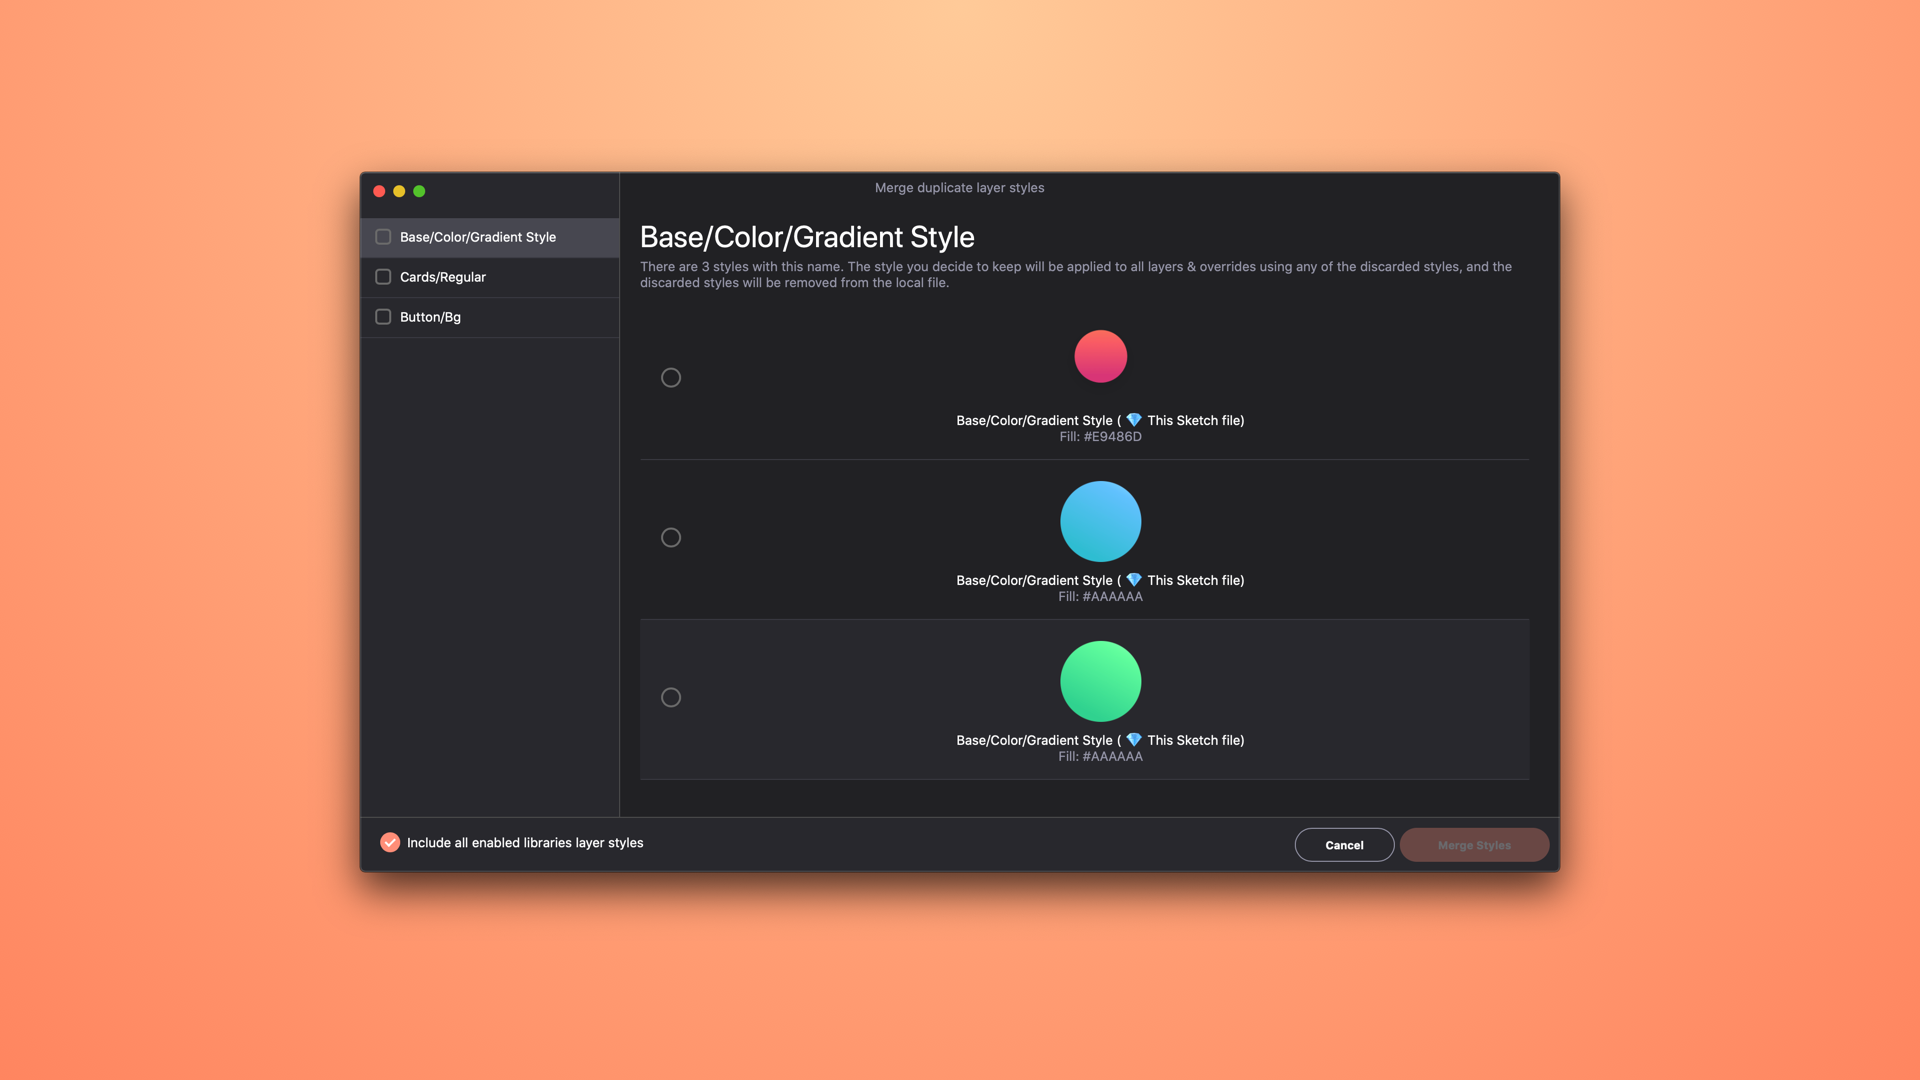 Merge duplicate layer styles
Base/Color/Gradient Style
Cards/Regular
Button/Bg
Base/Color/Gradient Style
There are 3 styles with this name. The style you decide to keep will be applied to all layers & overrides using any of the discarded styles, and the
discarded styles will be removed from the local file.
Base/Color/Gradient Style ( 💎 This Sketch file)
Fill: #E9486D
Base/Color/Gradient Style ( 💎 This Sketch file)
Fill: #AAAAAA
Base/Color/Gradient Style ( 💎 This Sketch file)
Fill: #AAAAAA
Include all enabled libraries layer styles
Cancel
Merge Styles